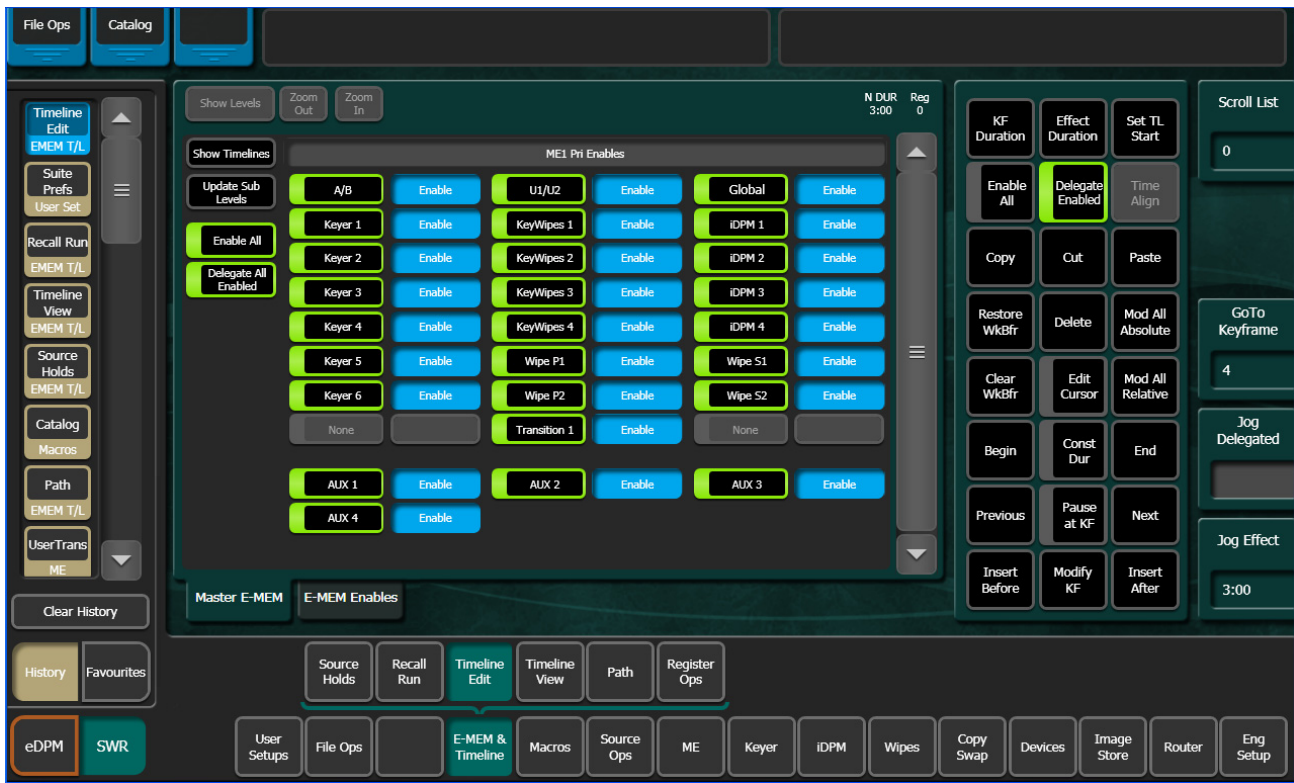 File Ops
Catalog
Timeline
Edit
EMEM T/L
Suite
Prefs
User Set
Recall Run
EMEM T/L
Timeline
View
EMEM T/L
Source
Holds
EMEM T/L
Catalog
Macros
Path
EMEM T/L
UserTrans
ME
Clear History
History
Favourites
eDPM
SWR
Show Levels
Zoom
Out
Zoom
In
N DUR
3:00
Reg
0
Show Timelines
ME1 Pri Enables
Update Sub
Levels
Enable All
Delegate All
Enabled
A/B Enable U1/U2 Enable Global Enable
Keyer 1 Enable KeyWipes 1 Enable iDPM 1 Enable
Keyer 2 Enable KeyWipes 2 Enable iDPM 2 Enable
Keyer 3 Enable KeyWipes 3 Enable iDPM 3 Enable
Keyer 4 Enable KeyWipes 4 Enable iDPM 4 Enable
Keyer 5 Enable Wipe P1 Enable Wipe S1 Enable
Keyer 6 Enable Wipe P2 Enable Wipe S2 Enable
None Transition 1 Enable None
AUX 1 Enable AUX 2 Enable AUX 3 Enable
AUX 4 Enable
Master E-MEM
E-MEM Enables
KF
Duration
Effect
Duration
Set TL
Start
Enable
All
Delegate
Enabled
Time
Align
Copy
Cut
Paste
Restore
WkBfr
Delete
Mod All
Absolute
Clear
WkBfr
Edit
Cursor
Mod All
Relative
Begin
Const
Dur
End
Previous
Pause
at KF
Next
Insert
Before
Modify
KF
Insert
After
Scroll List
0
GoTo
Keyframe
4
Jog
Delegated
Jog Effect
3:00
Source
Holds
Recall
Run
Timeline
Edit
Timeline
View
Path
Register
Ops
User
Setups
File Ops
E-MEM &
Timeline
Macros
Source
Ops
ME
Keyer
iDPM
Wipes
Copy
Swap
Devices
Image
Store
Router
Eng
Setup